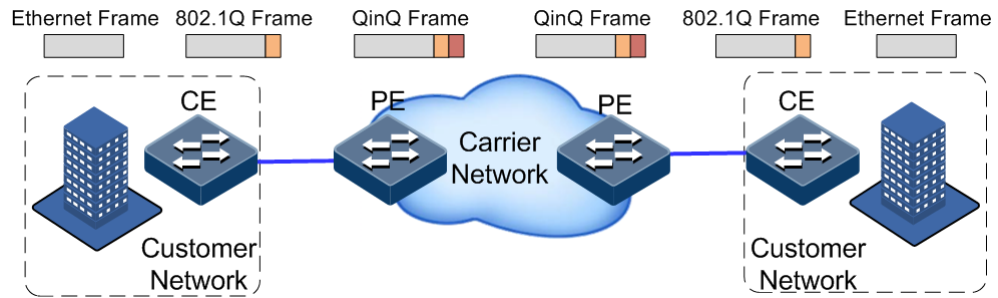 Ethernet Frame
802.1Q Frame
QinQ Frame
QinQ Frame
802.1Q Frame
Ethernet Frame
CE
PE
PE
CE
Carrier
Network
Customer
Network
Customer
Network